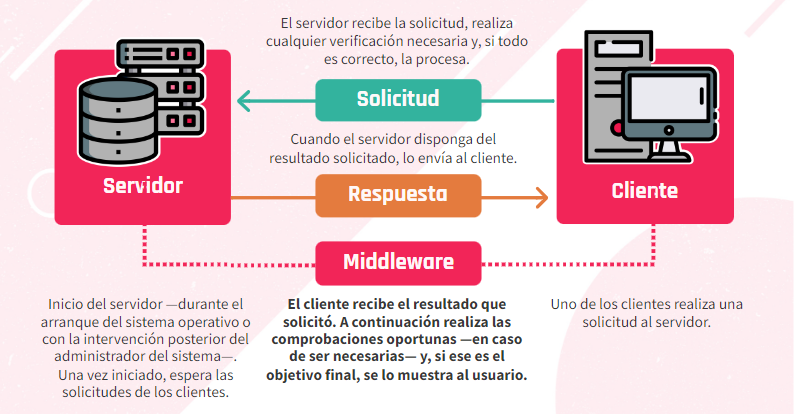 El servidor recibe la solicitud, realiza
cualquier verificación necesaria y, si todo
es correcto, la procesa.
Solicitud
Cuando el servidor disponga del
resultado solicitado, lo envía al cliente.
Servidor
Respuesta
Cliente
Middleware
Inicio del servidor —durante el
arranque del sistema operativo o
con la intervención posterior del
administrador del sistema—.
Una vez iniciado, espera las
solicitudes de los clientes.
El cliente recibe el resultado que
solicitó. A continuación realiza las
comprobaciones oportunas —en caso
de ser necesarias— y, si ese es el
objetivo final, se lo muestra al usuario.
Uno de los clientes realiza una
solicitud al servidor.